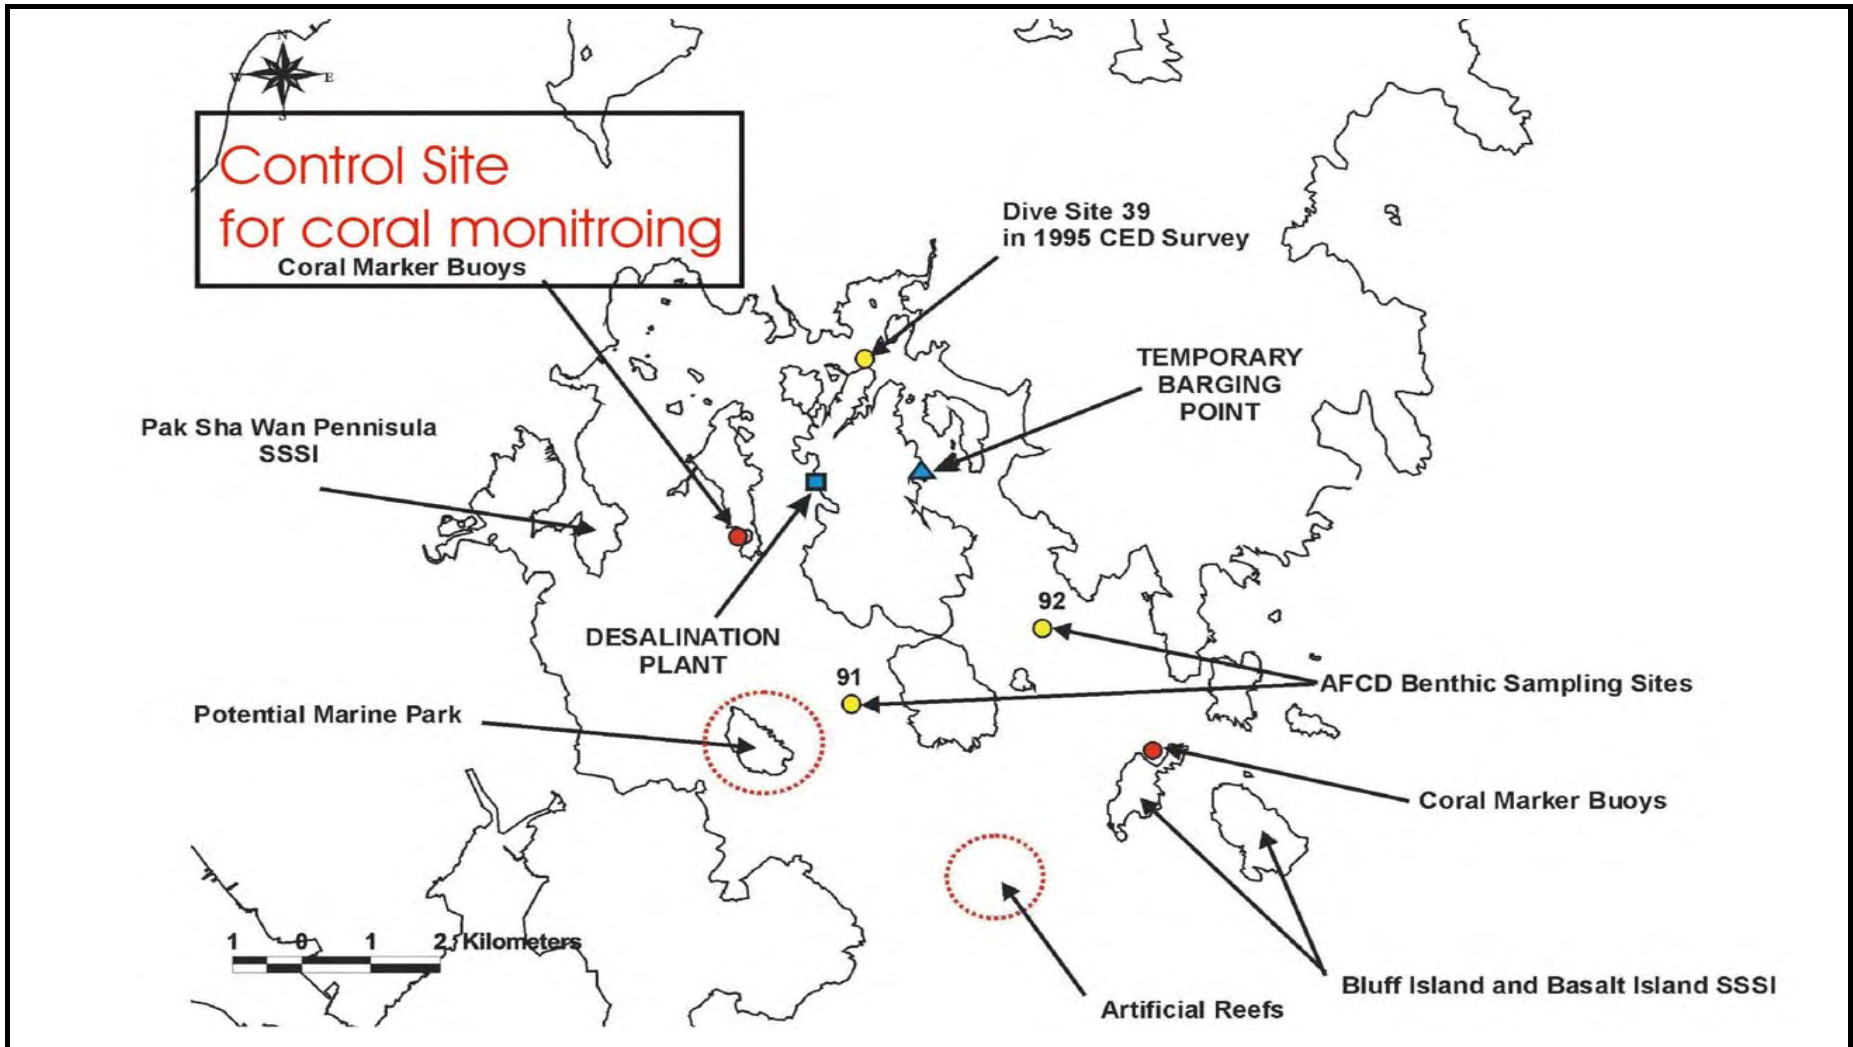 N
W E
S
Control Site
for coral monitroing
Coral Marker Buoys
Dive Site 39
in 1995 CED Survey
TEMPORARY
BARGING
POINT
Pak Sha Wan Pennisula
SSSI
DESALINATION
PLANT
92
91
AFCD Benthic Sampling Sites
Potential Marine Park
Coral Marker Buoys
1 0 1 2 Kilometers
Bluff Island and Basalt Island SSSI
Artificial Reefs